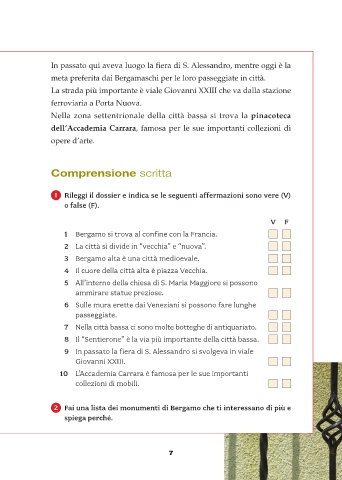 In passato qui aveva luogo la fiera di S. Alessandro, mentre oggi è la
meta preferita dai Bergamaschi per le loro passeggiate in città.
La strada più importante è viale Giovanni XXIII che va dalla stazione
ferroviaria a Porta Nuova.
Nella zona settentrionale della città bassa si trova la pinacoteca
dell'Accademia Carrara, famosa per le sue importanti collezioni di
opere d'arte.
Comprensione scritta
1 Rileggi il dossier e indica se le seguenti affermazioni sono vere (V)
o false (F).
V F
1 Bergamo si trova al confine con la Francia.
2 La città si divide in "vecchia" e "nuova".
3 Bergamo alta è una città medioevale.
4 Il cuore della città alta è piazza Vecchia.
5 All'interno della chiesa di S. Maria Maggiore si possono
ammirare statue preziose.
6 Sulle mura erette dai Veneziani si possono fare lunghe
passeggiate.
7 Nella città bassa ci sono molte botteghe di antiquariato.
8 Il "Sentierone" è la via più importante della città bassa.
9 In passato la fiera di S. Alessandro si svolgeva in viale
Giovanni XXIII.
10 L'Accademia Carrara è famosa per le sue importanti
collezioni di mobili.
2 Fai una lista dei monumenti di Bergamo che ti interessano di più e
spiega perché.
7